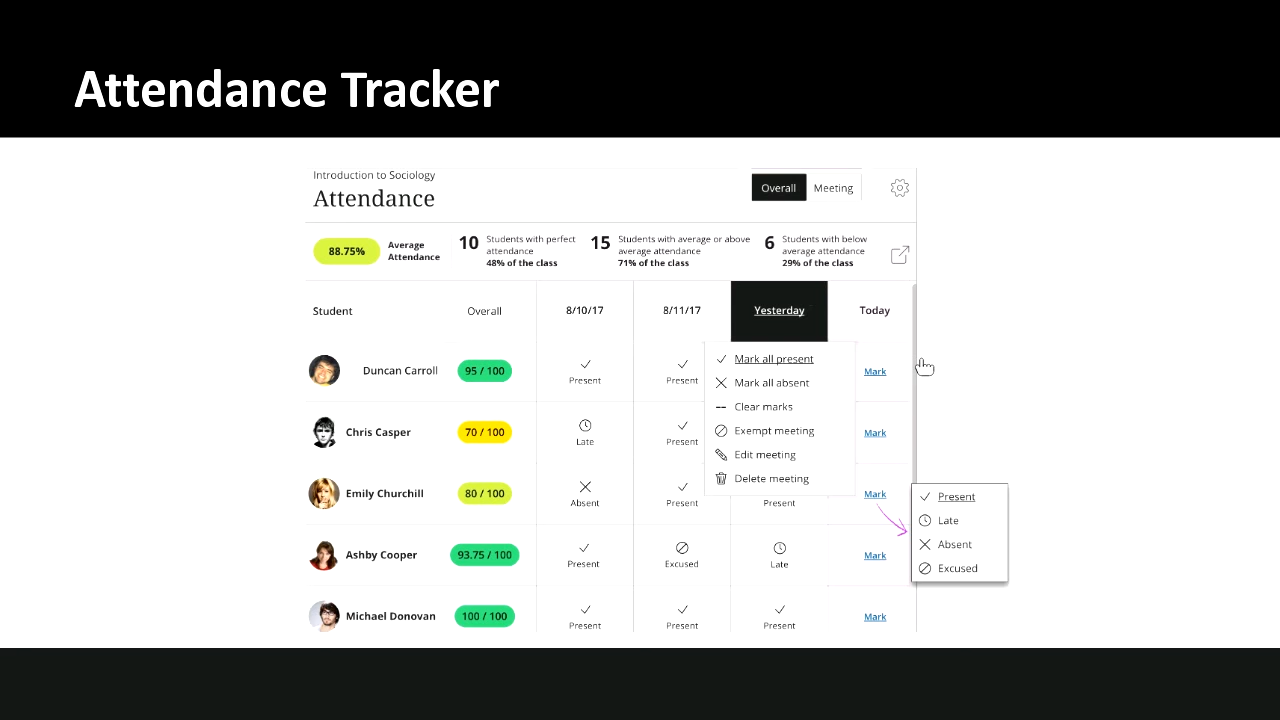 Attendance Tracker
Introduction to Sociology
Attendance
Overall Meeting
88.75% Average Attendance
10 Students with perfect attendance
48% of the class
15 Students with average or above average attendance
71% of the class
6 Students with below average attendance
29% of the class
Student Overall 8/10/17 8/11/17 Yesterday Today
Duncan Carroll 95 / 100 Present Present Mark
Chris Casper 70 / 100 Late Present Mark
Emily Churchill 80 / 100 Absent Present Present Mark
Ashby Cooper 93.75 / 100 Present Excused Late Mark
Michael Donovan 100 / 100 Present Present Present Mark
Mark all present
Mark all absent
Clear marks
Exempt meeting
Edit meeting
Delete meeting
Present
Late
Absent
Excused